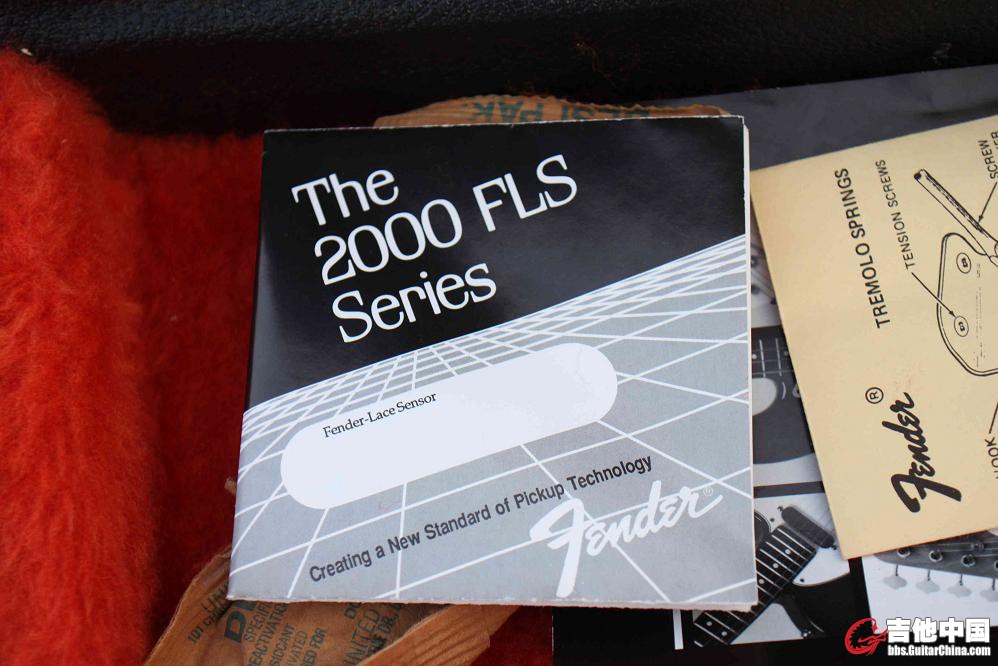 The
2000 FLS
Series
Fender-Lace Sensor
Creating a New Standard of Pickup Technology
Fender®
TREMOLO SPRINGS
TENSION SCREWS
SCREW
Fender®
HOOK
吉他中国
bbs.GuitarChina.com